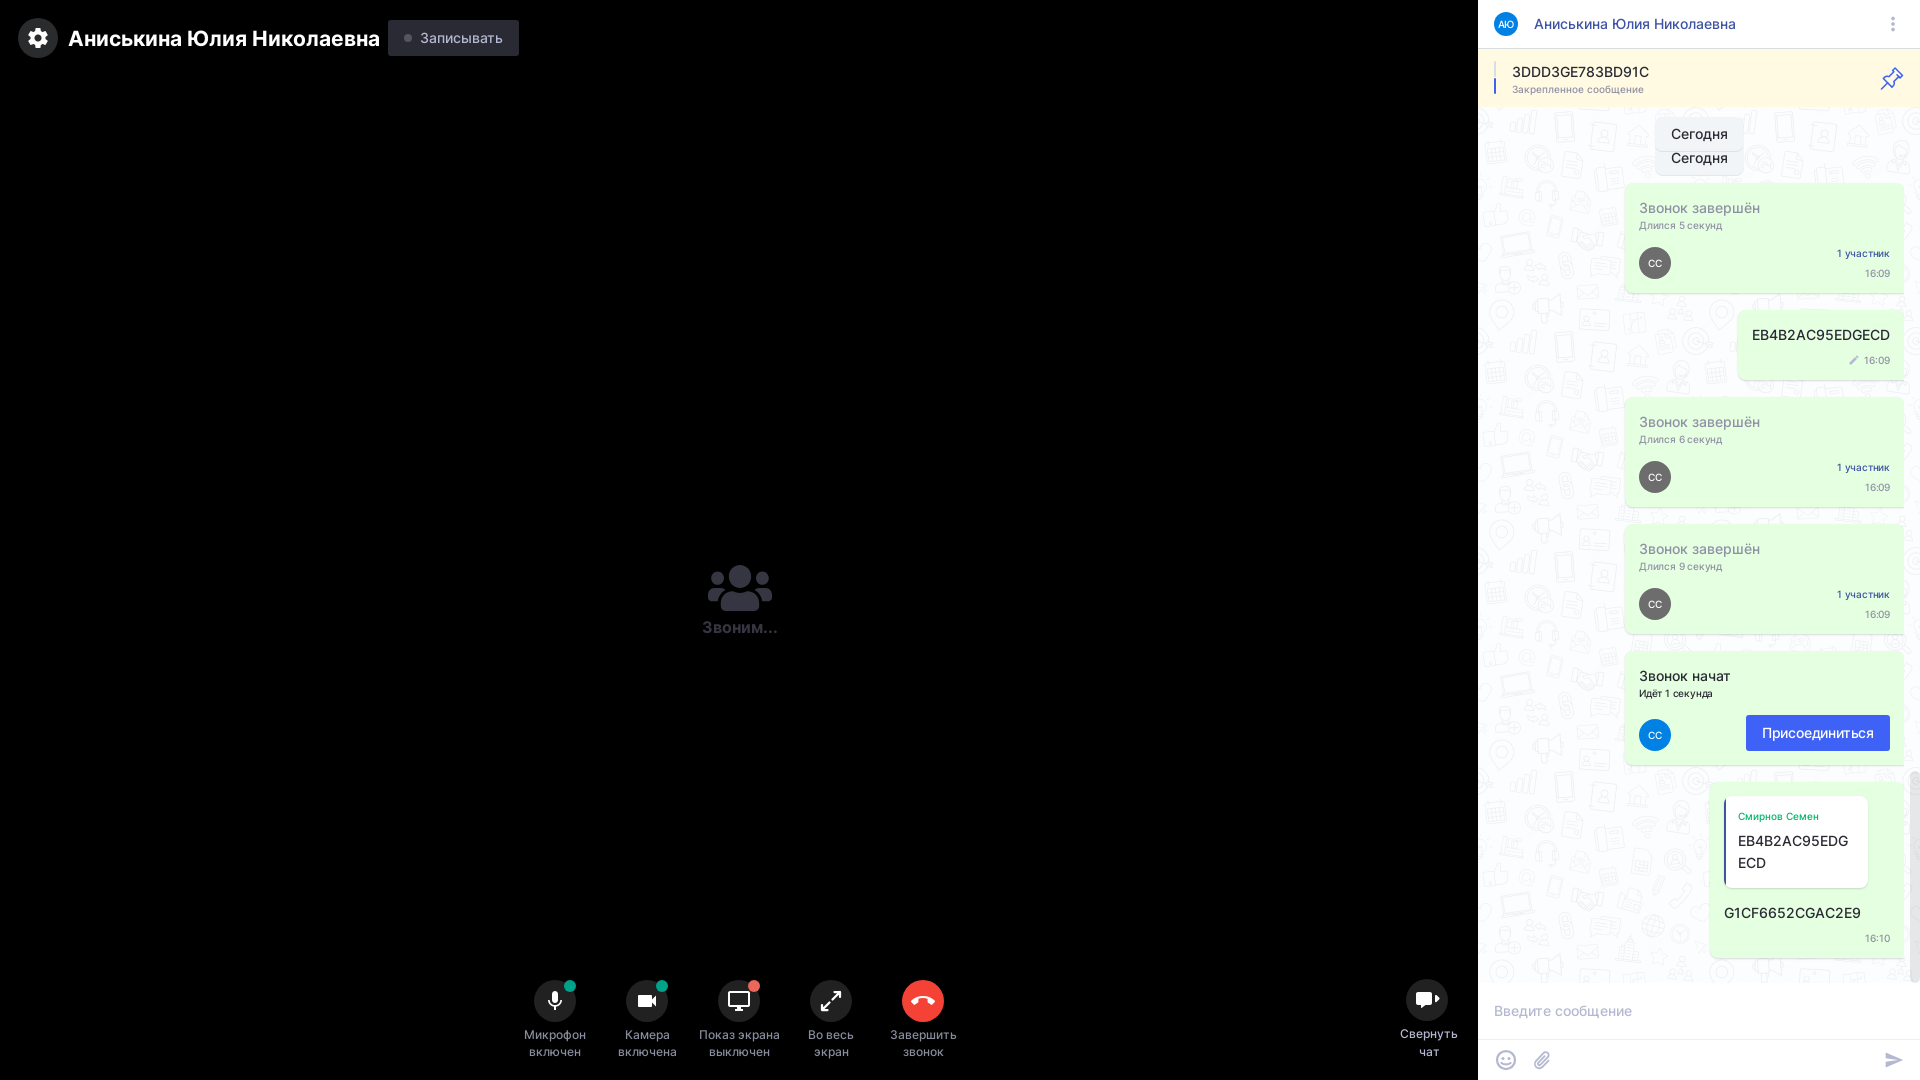 Аниськина Юлия Николаевна
Записывать
Звоним...
Микрофон
включен
Камера
включена
Показ экрана
выключен
Во весь
экран
Завершить
звонок
Свернуть
чат
АЮ
Аниськина Юлия Николаевна
3DDD3GE783BD91C
Закрепленное сообщение
Сегодня
Сегодня
Звонок завершён
Длился 5 секунд
СС
1 участник
16:09
EB4B2AC95EDGECD
16:09
Звонок завершён
Длился 6 секунд
СС
1 участник
16:09
Звонок завершён
Длился 9 секунд
СС
1 участник
16:09
Звонок начат
Идёт 1 секунда
СС
Присоединиться
Смирнов Семен
EB4B2AC95EDG
ECD
G1CF6652CGAC2E9
16:10
Введите сообщение